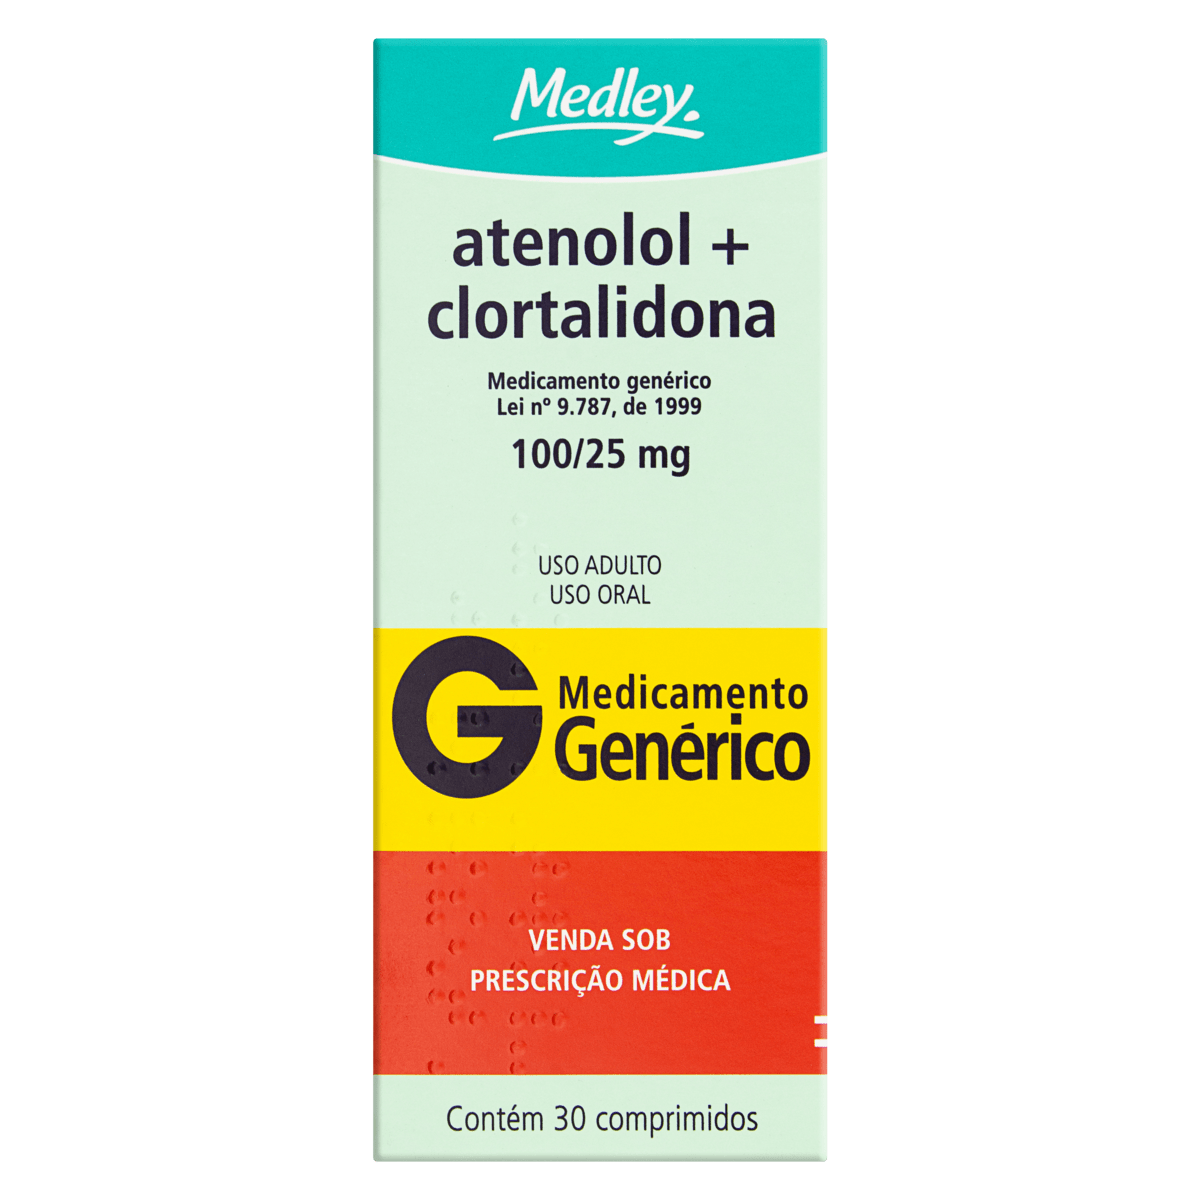 Medley.
atenolol +
clortalidona
Medicamento genérico
Lei nº 9.787, de 1999
100/25 mg
USO ADULTO
USO ORAL
G Medicamento
Genérico
VENDA SOB
PRESCRIÇÃO MÉDICA
Contém 30 comprimidos